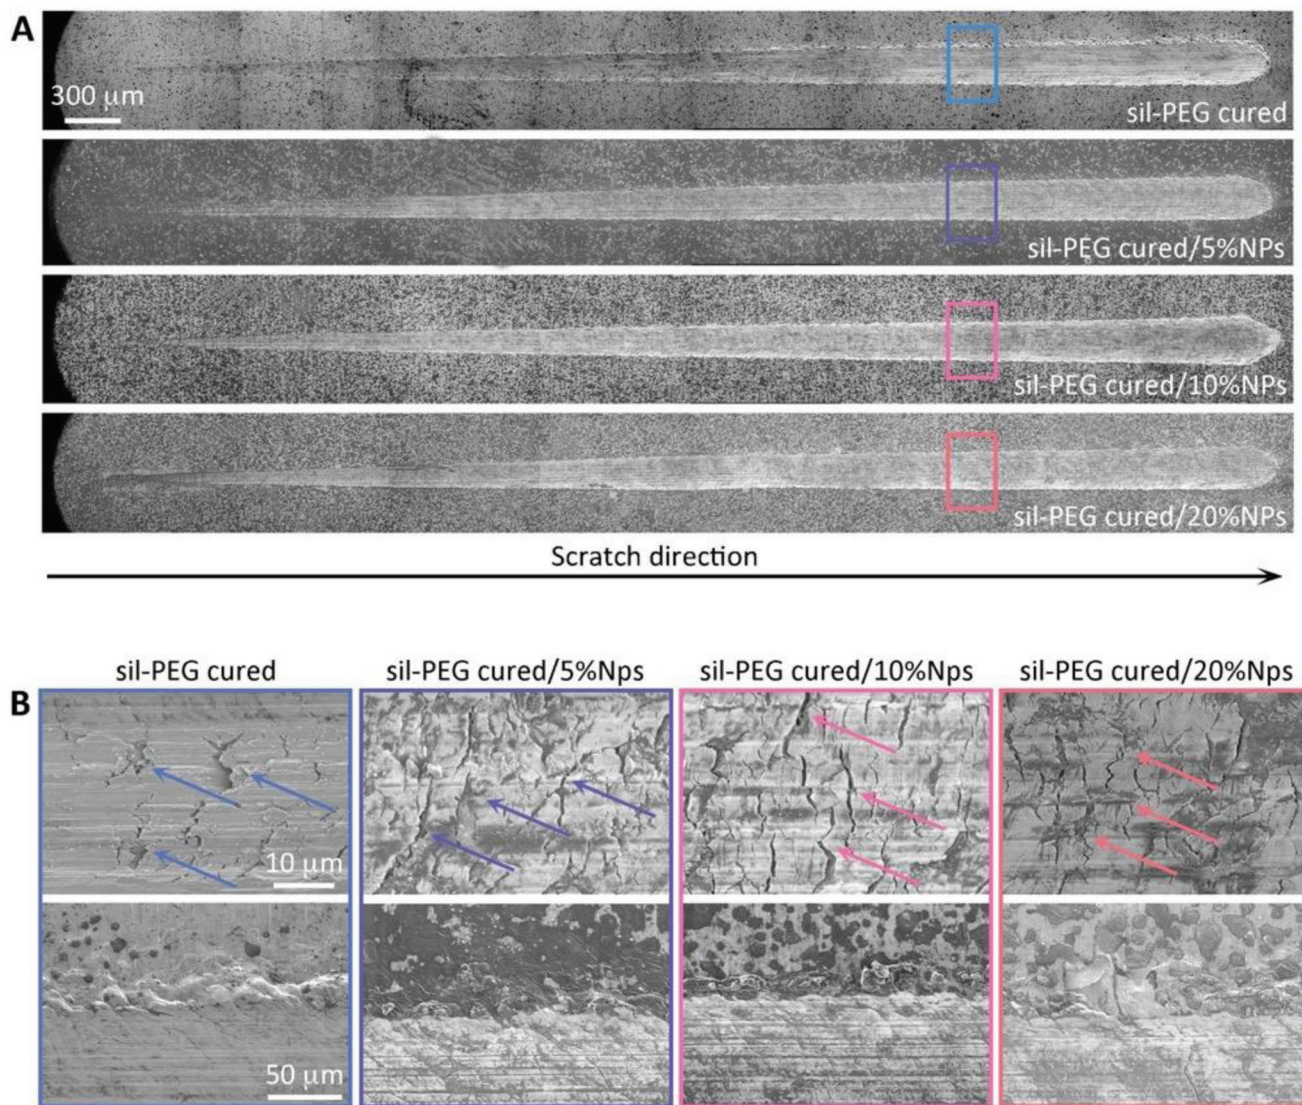 A
300 μm
sil-PEG cured
sil-PEG cured/5%NPs
sil-PEG cured/10%NPs
sil-PEG cured/20%NPs
Scratch direction
B
sil-PEG cured
sil-PEG cured/5%Nps
sil-PEG cured/10%Nps
sil-PEG cured/20%Nps
10 μm
50 μm